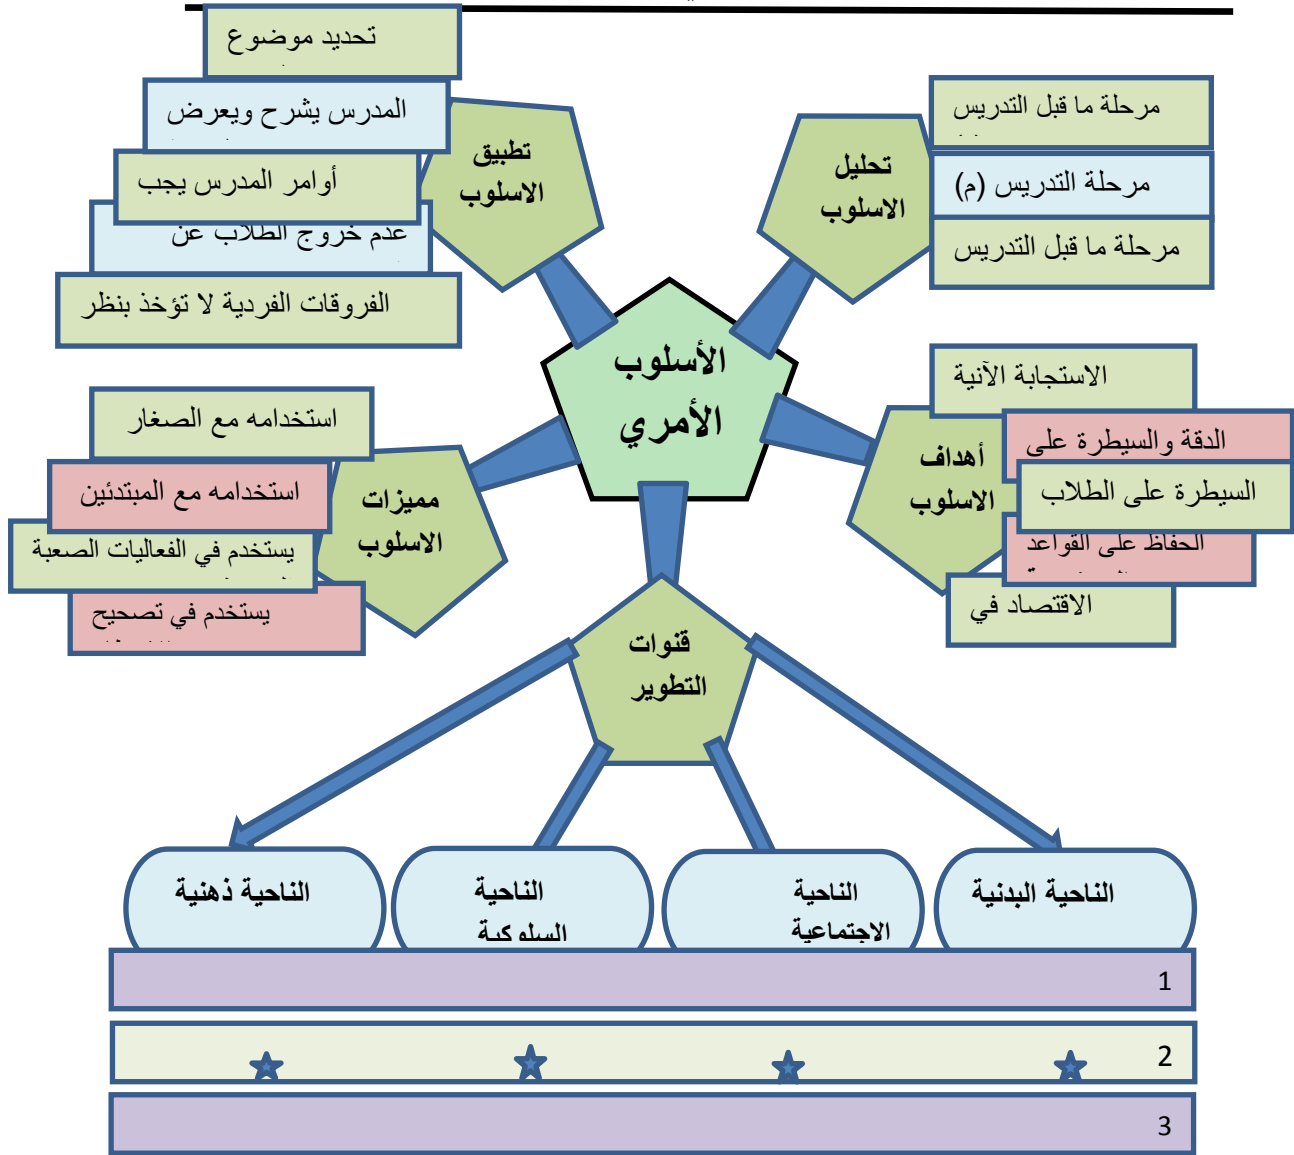 تحديد موضوع
المدرس يشرح ويعرض
أوامر المدرس يجب
عدم خروج الطلاب عن
الفروقات الفردية لا تؤخذ بنظر
تطبيق
الاسلوب
تحليل
الاسلوب
مرحلة ما قبل التدريس
مرحلة التدريس (م)
مرحلة ما قبل التدريس
الأسلوب
الأمري
أهداف
الاسلوب
الاستجابة الآنية
الدقة والسيطرة على
السيطرة على الطلاب
الحفاظ على القواعد
الاقتصاد في
مميزات
الاسلوب
استخدامه مع الصغار
استخدامه مع المبتدئين
يستخدم في الفعاليات الصعبة
يستخدم في تصحيح
قنوات
التطوير
الناحية البدنية
الناحية
الاجتماعية
الناحية
السلوكية
الناحية ذهنية
1
2
3